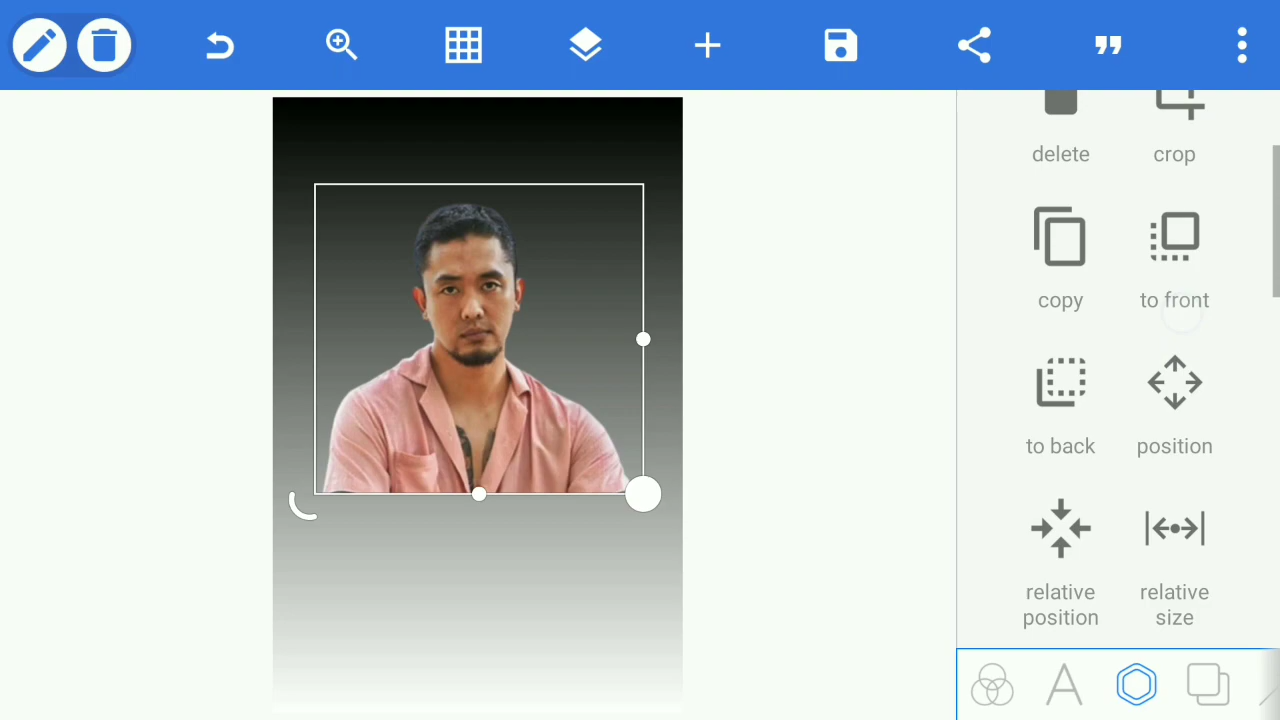 delete
crop
copy
to front
to back
position
relative
position
relative
size